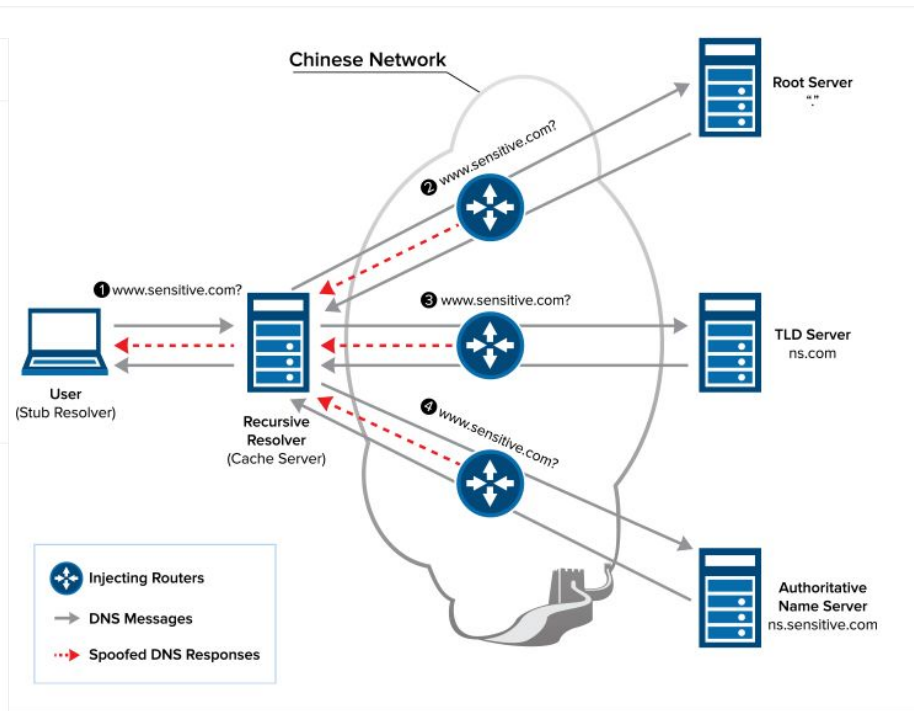 Chinese Network
Root Server
“.”
❷ www.sensitive.com?
❶ www.sensitive.com?
❸ www.sensitive.com?
TLD Server
ns.com
User
(Stub Resolver)
Recursive
Resolver
(Cache Server)
❹ www.sensitive.com?
Injecting Routers
DNS Messages
Spoofed DNS Responses
Authoritative
Name Server
ns.sensitive.com